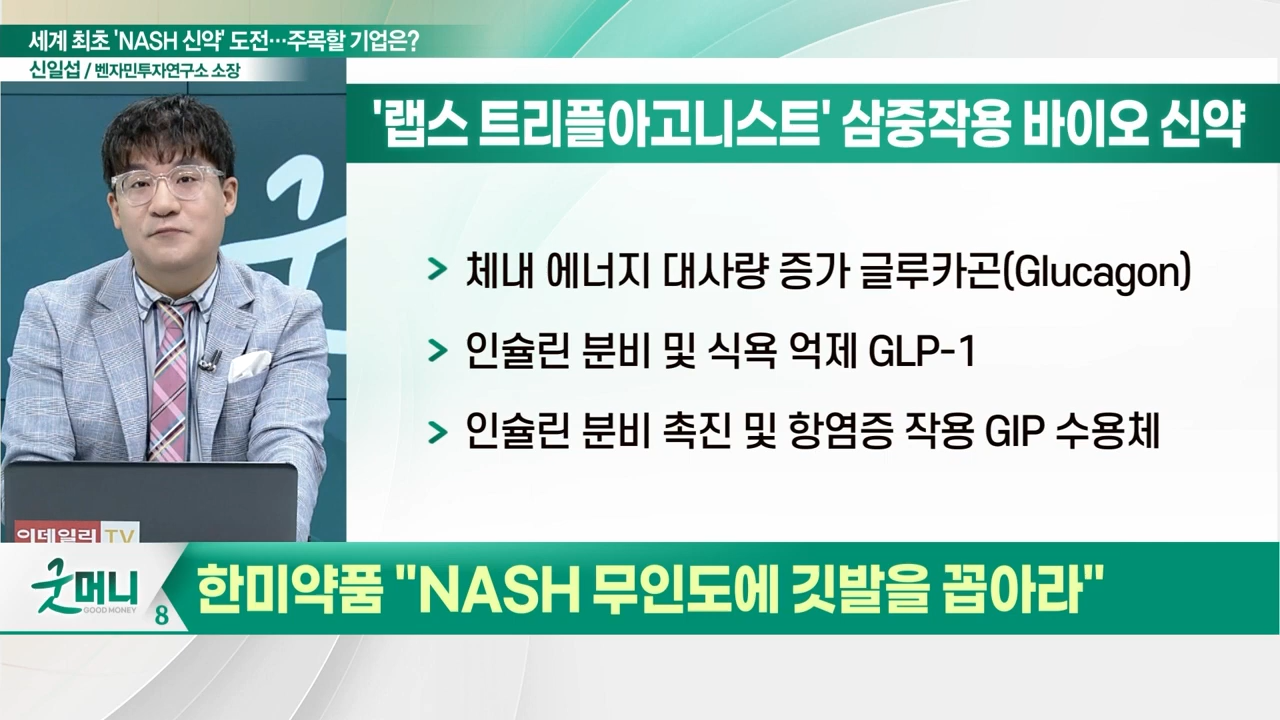 세계 최초 'NASH 신약' 도전…주목할 기업은?
신일섭 / 벤자민투자연구소 소장
'랩스 트리플아고니스트' 삼중작용 바이오 신약
> 체내 에너지 대사량 증가 글루카곤(Glucagon)
> 인슐린 분비 및 식욕 억제 GLP-1
> 인슐린 분비 촉진 및 항염증 작용 GIP 수용체
이데일리 TV
굿머니
GOOD MONEY
8
한미약품 "NASH 무인도에 깃발을 꼽아라"